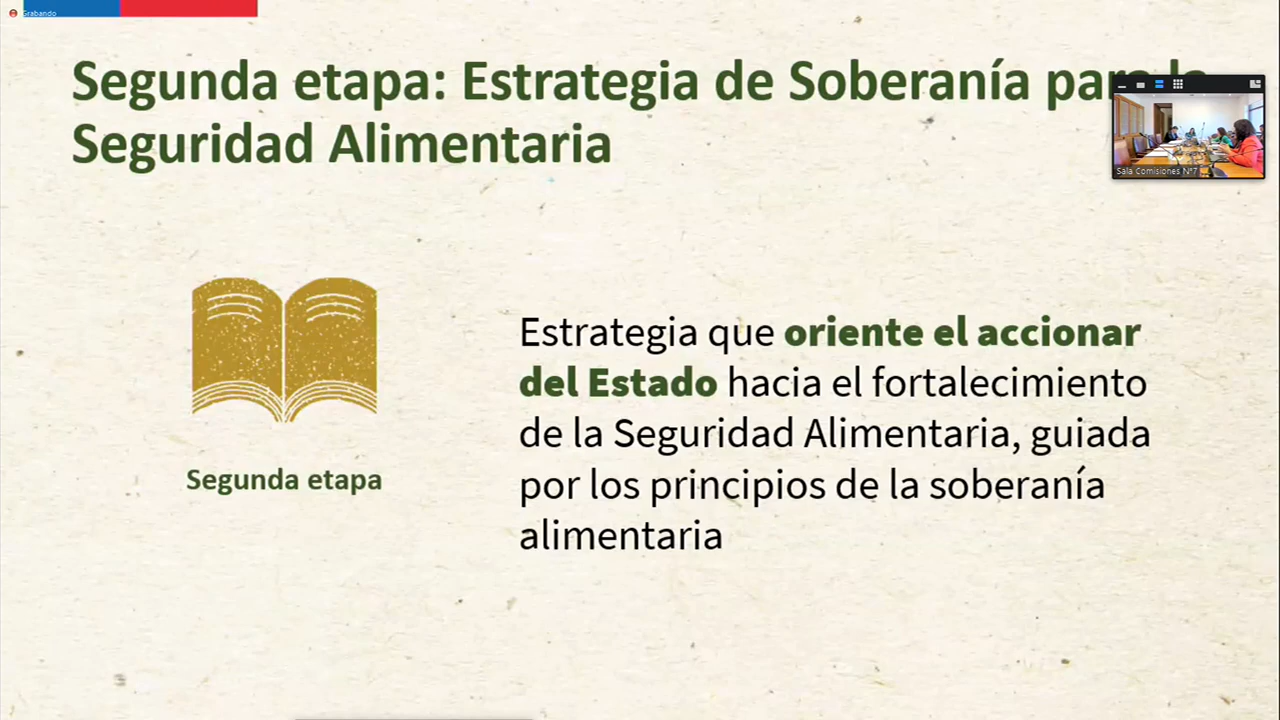 Grabando
Segunda etapa: Estrategia de Soberanía para la
Seguridad Alimentaria
Sala Comisiones N°7
Estrategia que oriente el accionar
del Estado hacia el fortalecimiento
de la Seguridad Alimentaria, guiada
por los principios de la soberanía
alimentaria
Segunda etapa